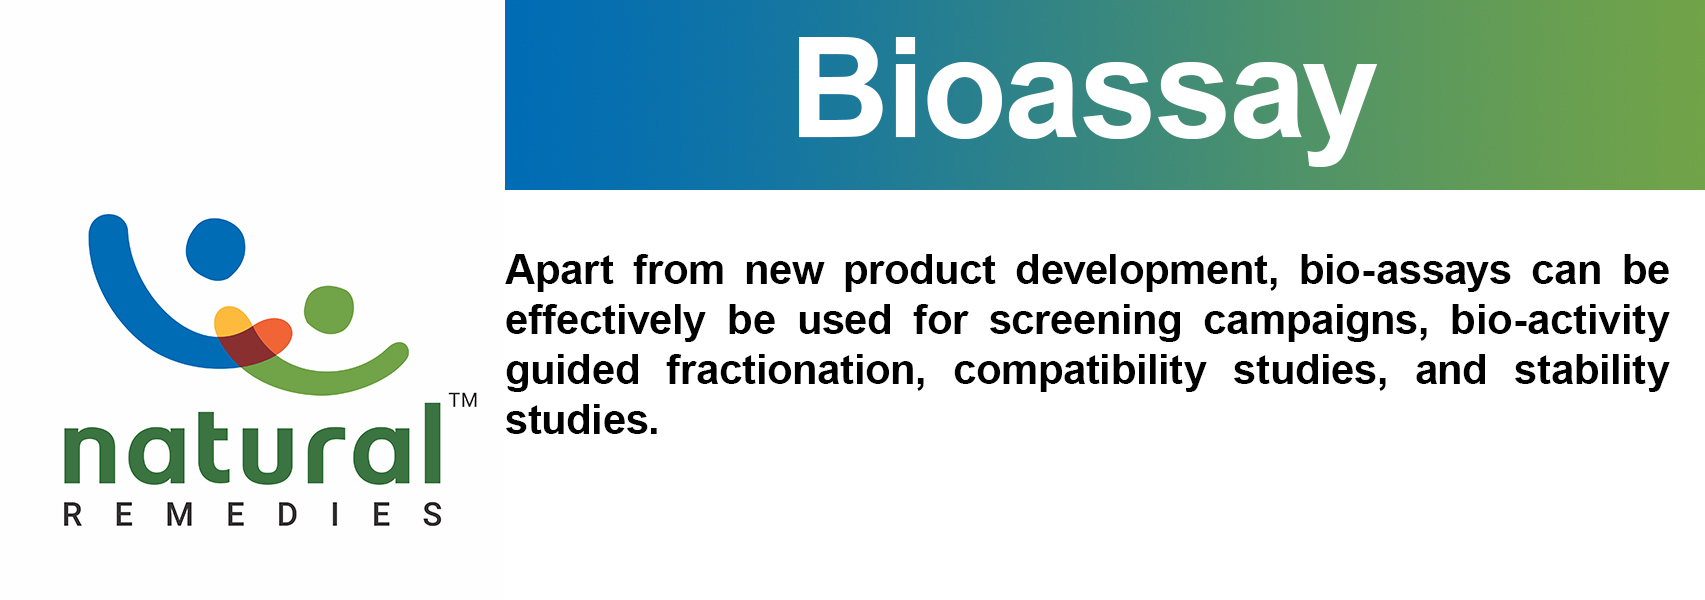 Bioassay
Apart from new product development, bio-assays can be
effectively be used for screening campaigns, bio-activity
guided fractionation, compatibility studies, and stability
studies.
natural™
REMEDIES